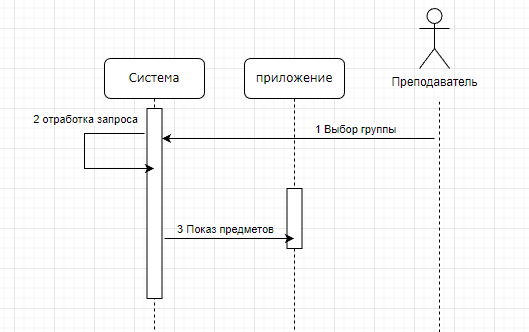 Система
приложение
Преподаватель
2 отработка запроса
1 Выбор группы
3 Показ предметов